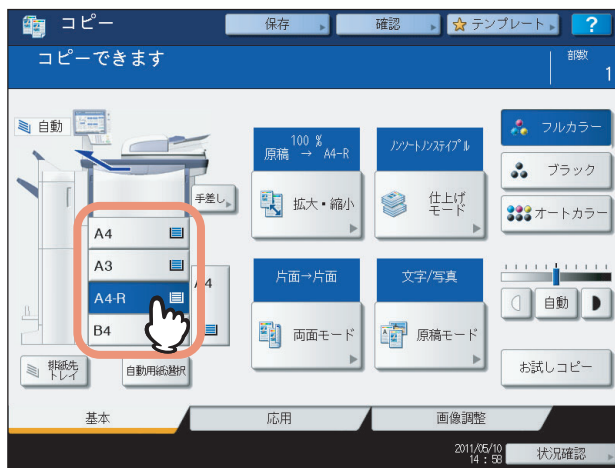 コピー
保存
確認
テンプレート
?
コピーできます
部数
1
自動
100 %
原稿 → A4-R
ノンソートノンステイプル
フルカラー
ブラック
オートカラー
手差し
拡大・縮小
仕上げ
モード
A4
A3
A4-R
B4
A4
片面→片面
文字/写真
両面モード
原稿モード
自動
排紙先
トレイ
自動用紙選択
お試しコピー
基本
応用
画像調整
2011/05/10
14 : 58
状況確認